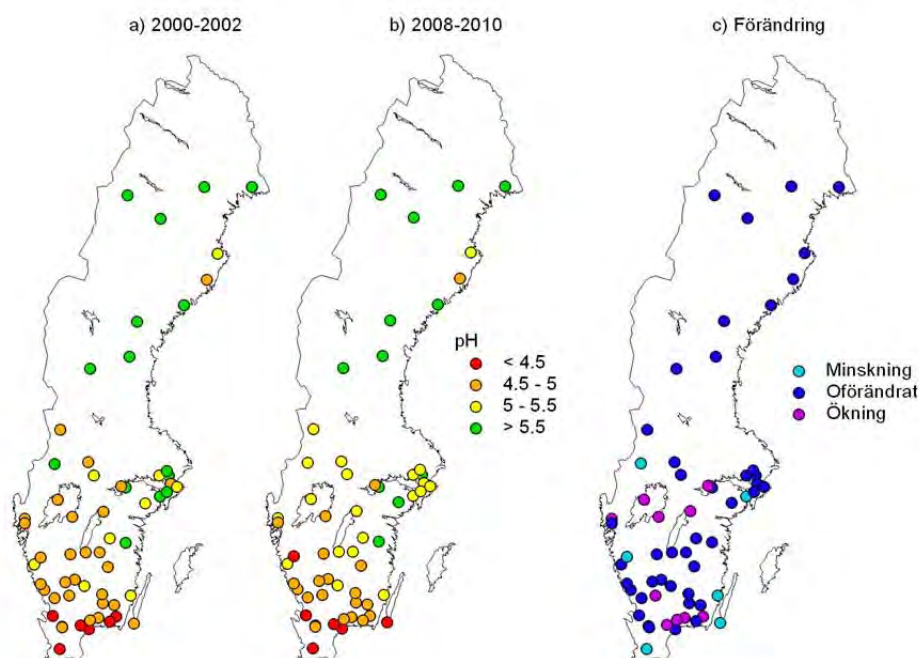 a) 2000-2002
b) 2008-2010
c) Förändring
pH
< 4.5
4.5 - 5
5 - 5.5
> 5.5
Minskning
Oförändrat
Ökning